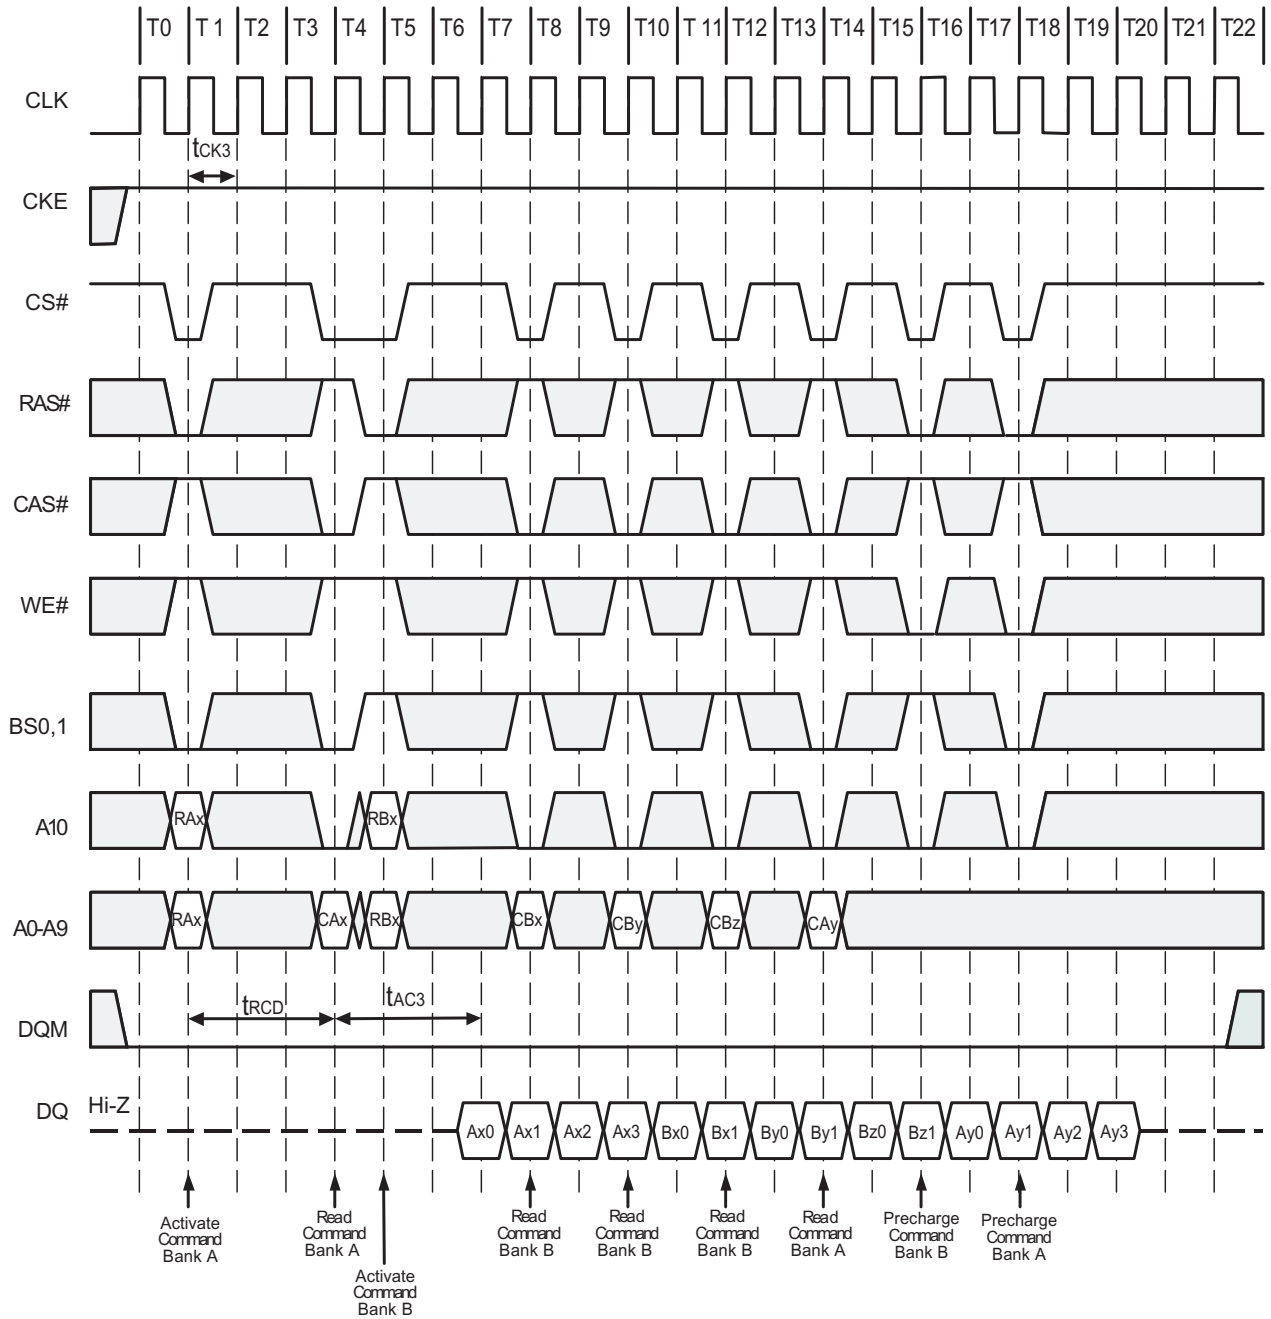 T0 T 1 T2 T3 T4 T5 T6 T7 T8 T9 T10 T 11 T12 T13 T14 T15 T16 T17 T18 T19 T20 T21 T22
CLK
tCK3
CKE
CS#
RAS#
CAS#
WE#
BS0,1
A10 RAx RBx
A0-A9 RAx CAx RBx CBx CBy CBz CAy
tRCD tAC3
DQM
DQ Hi-Z Ax0 Ax1 Ax2 Ax3 Bx0 Bx1 By0 By1 Bz0 Bz1 Ay0 Ay1 Ay2 Ay3
Activate
Command
Bank A
Read
Command
Bank A
Activate
Command
Bank B
Read
Command
Bank B
Read
Command
Bank B
Read
Command
Bank B
Read
Command
Bank A
Precharge
Command
Bank B
Precharge
Command
Bank A